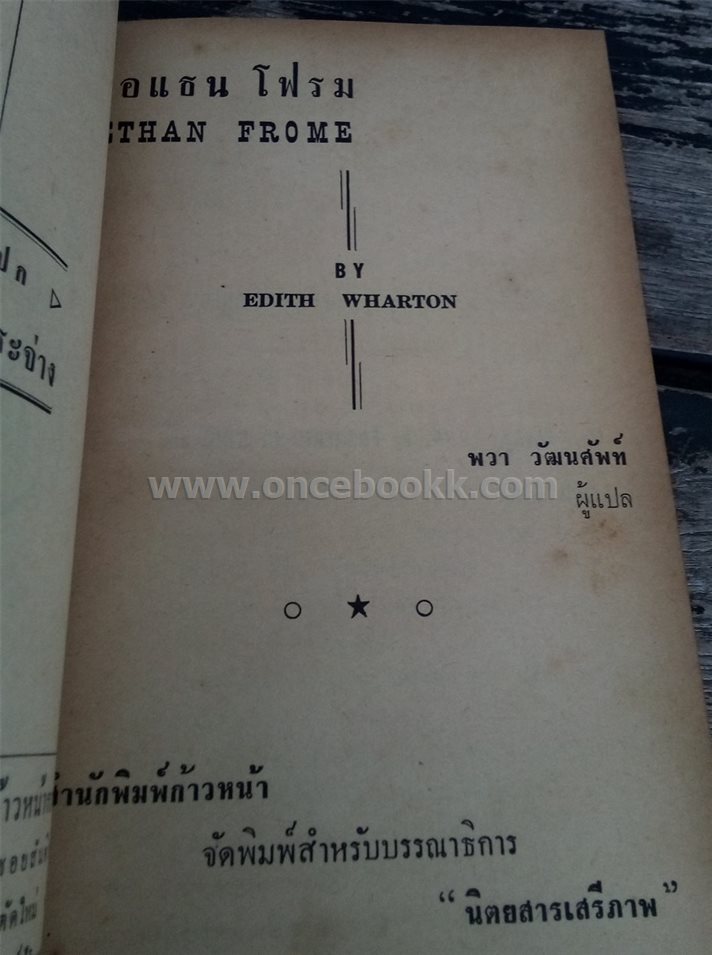 อแธน โฟรม
ETHAN FROME
BY
EDITH WHARTON
พวา วัฒนศัพท์
ผู้แปล
www.oncebookk.com
สำนักพิมพ์ก้าวหน้า
จัดพิมพ์สำหรับบรรณาธิการ
“ นิตยสารเสรีภาพ”